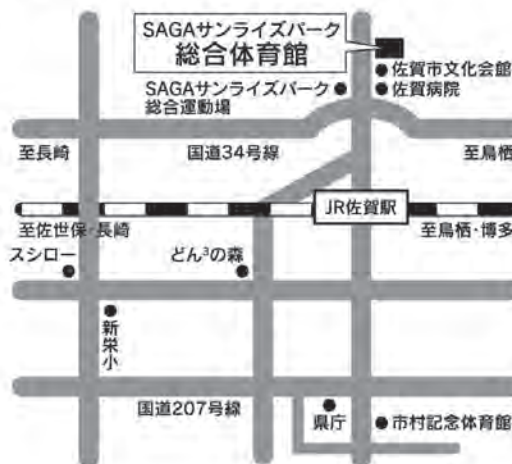 SAGAサンライズパーク
総合体育館
佐賀市文化会館
SAGAサンライズパーク
総合運動場
佐賀病院
至長崎
国道34号線
至鳥栖
JR佐賀駅
至佐世保・長崎
至鳥栖・博多
スシロー
どん³の森
新栄小
国道207号線
県庁
市村記念体育館